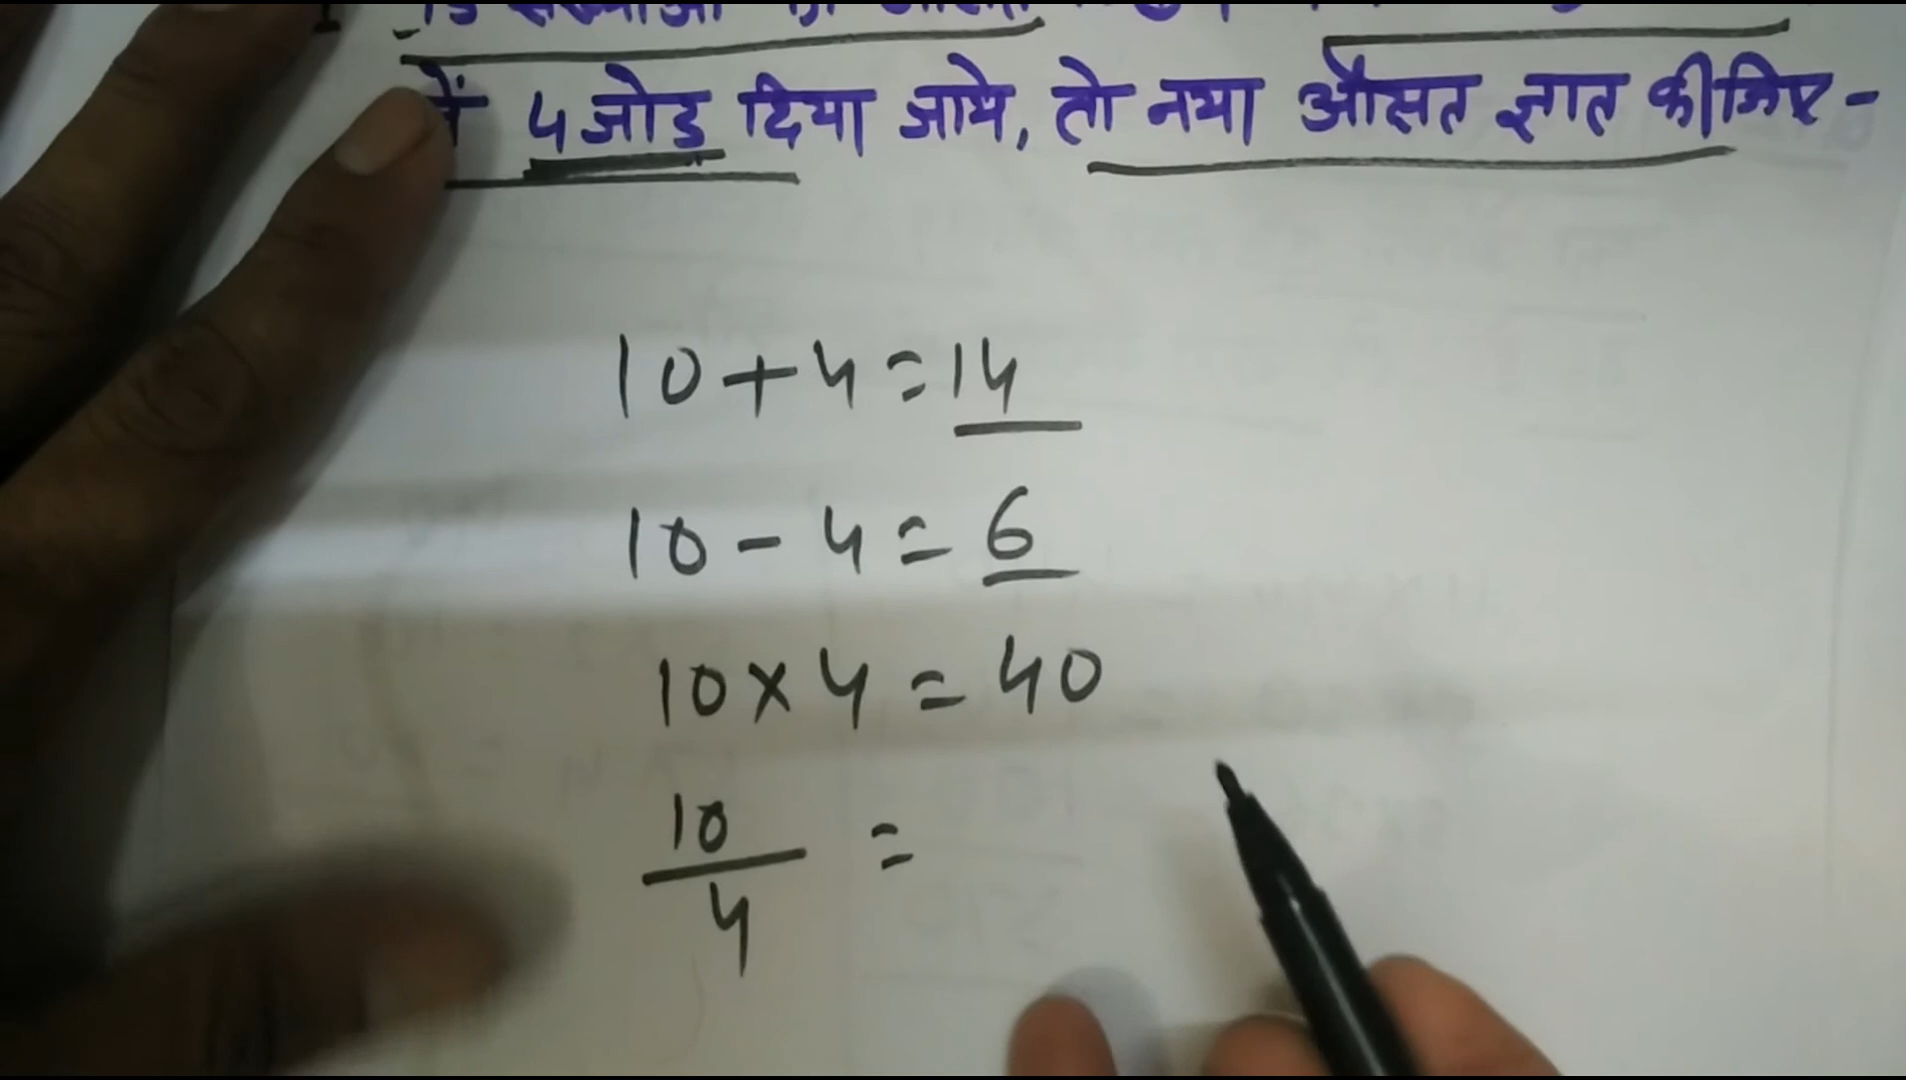 में 4 जोड़ दिया जाये, तो नया औसत ज्ञात कीजिए-
10+4=14
10-4=6
10×4=40
10/4 =